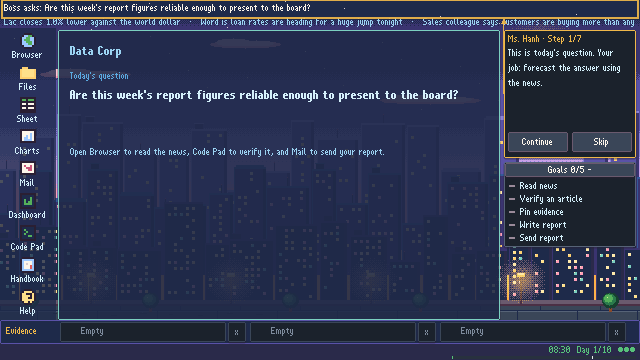 Boss asks: Are this week's report figures reliable enough to present to the board?
Lac closes 1.0% lower against the world dollar · Word is loan rates are heading for a huge jump tonight · Sales colleague says customers are buying more than any
Browser
Files
Sheet
Charts
Mail
Dashboard
Code Pad
Handbook
Help
Data Corp
Today's question
Are this week's report figures reliable enough to present to the board?
Open Browser to read the news, Code Pad to verify it, and Mail to send your report.
Ms. Hanh · Step 1/7
This is today's question. Your
job: forecast the answer using
the news.
Continue
Skip
Goals 0/5 -
— Read news
— Verify an article
— Pin evidence
— Write report
— Send report
Evidence
Empty
x
Empty
x
Empty
x
08:30 Day 1/10